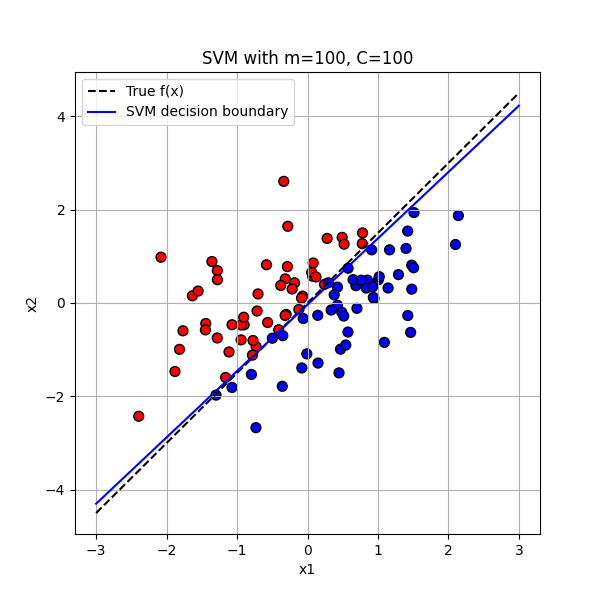 SVM with m=100, C=100
True f(x)
SVM decision boundary
4
2
0
−2
−4
x2
−3
−2
−1
0
1
2
3
x1